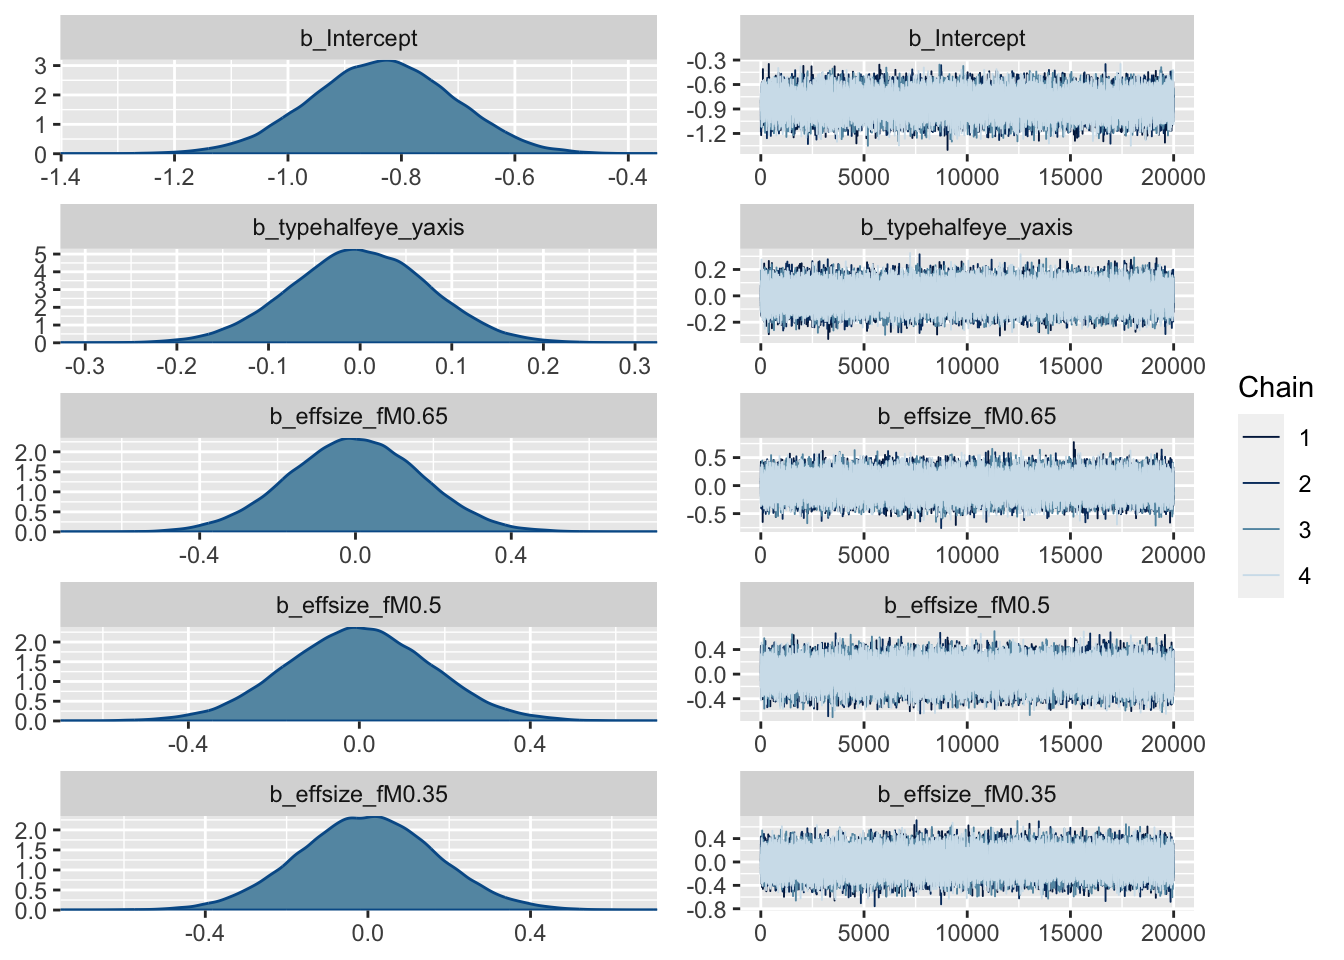 b_Intercept
3
2
1
0
-1.4 -1.2 -1.0 -0.8 -0.6 -0.4
b_Intercept
-0.3
-0.6
-0.9
-1.2
0 5000 10000 15000 20000
b_typehalfeye_yaxis
5
4
3
2
1
0
-0.3 -0.2 -0.1 0.0 0.1 0.2 0.3
b_typehalfeye_yaxis
0.2
0.0
-0.2
0 5000 10000 15000 20000
b_effsize_fM0.65
2.0
1.5
1.0
0.5
0.0
-0.4 0.0 0.4
b_effsize_fM0.65
0.5
0.0
-0.5
0 5000 10000 15000 20000
b_effsize_fM0.5
2.0
1.5
1.0
0.5
0.0
-0.4 0.0 0.4
b_effsize_fM0.5
0.4
0.0
-0.4
0 5000 10000 15000 20000
b_effsize_fM0.35
2.0
1.5
1.0
0.5
0.0
-0.4 0.0 0.4
b_effsize_fM0.35
0.4
0.0
-0.4
-0.8
0 5000 10000 15000 20000
Chain
1
2
3
4